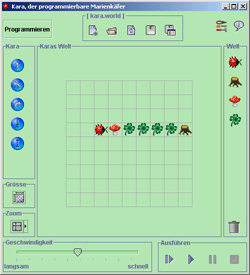 Kara, der programmierbare Marienkäfer
Programmieren
[ kara.world ]
Kara
Karas Welt
Welt
Grösse
Zoom
Geschwindigkeit
langsam
schnell
Ausführen